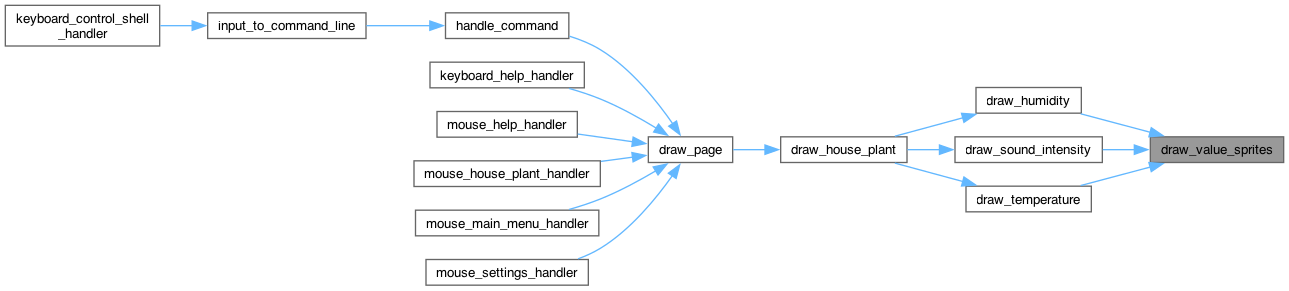 keyboard_control_shell
_handler
input_to_command_line
handle_command
keyboard_help_handler
mouse_help_handler
mouse_house_plant_handler
mouse_main_menu_handler
mouse_settings_handler
draw_page
draw_house_plant
draw_humidity
draw_sound_intensity
draw_temperature
draw_value_sprites